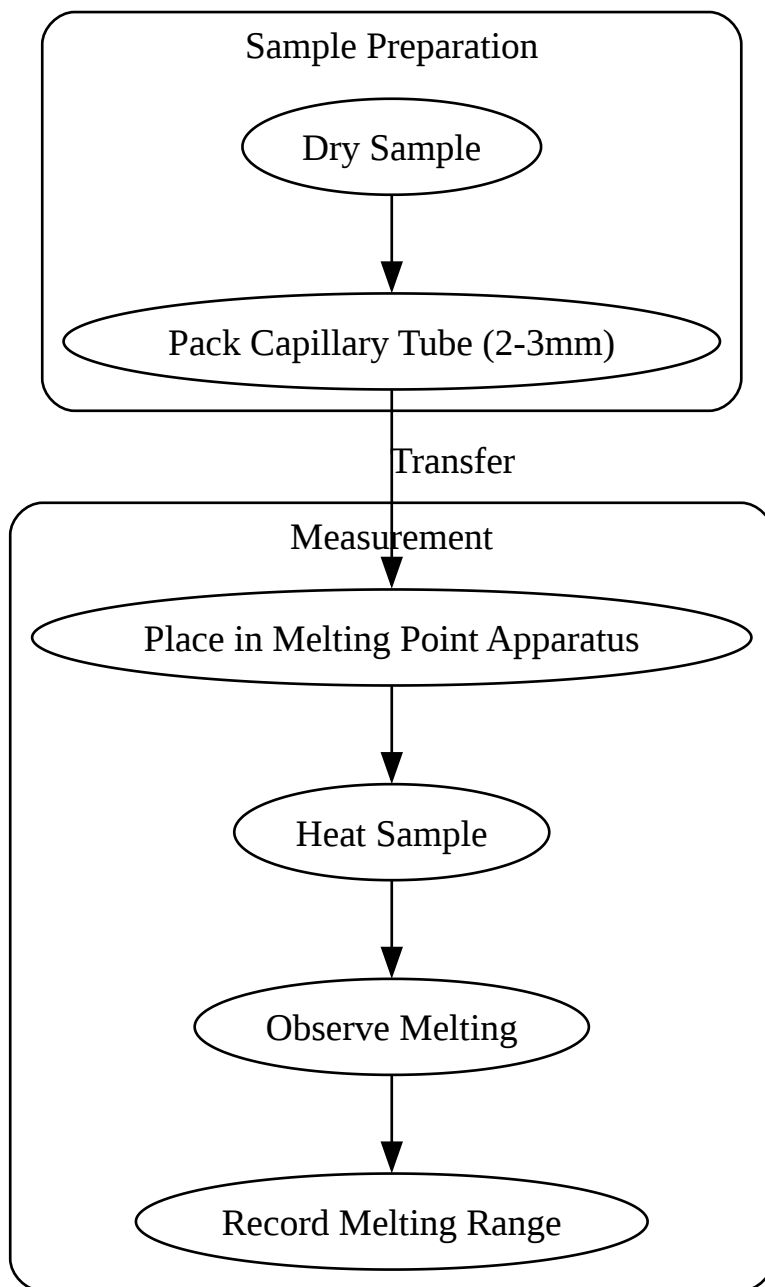 Sample Preparation
Dry Sample
Pack Capillary Tube (2-3mm)
Transfer
Measurement
Place in Melting Point Apparatus
Heat Sample
Observe Melting
Record Melting Range